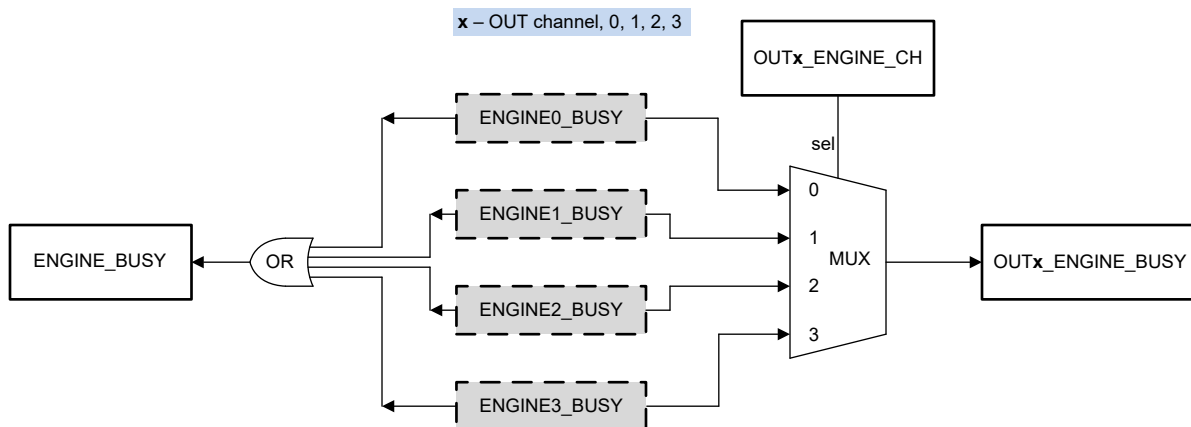 x – OUT channel, 0, 1, 2, 3
OUTx_ENGINE_CH
ENGINE0_BUSY
sel
0
ENGINE1_BUSY
1
ENGINE_BUSY
OR
MUX
OUTx_ENGINE_BUSY
2
ENGINE2_BUSY
3
ENGINE3_BUSY